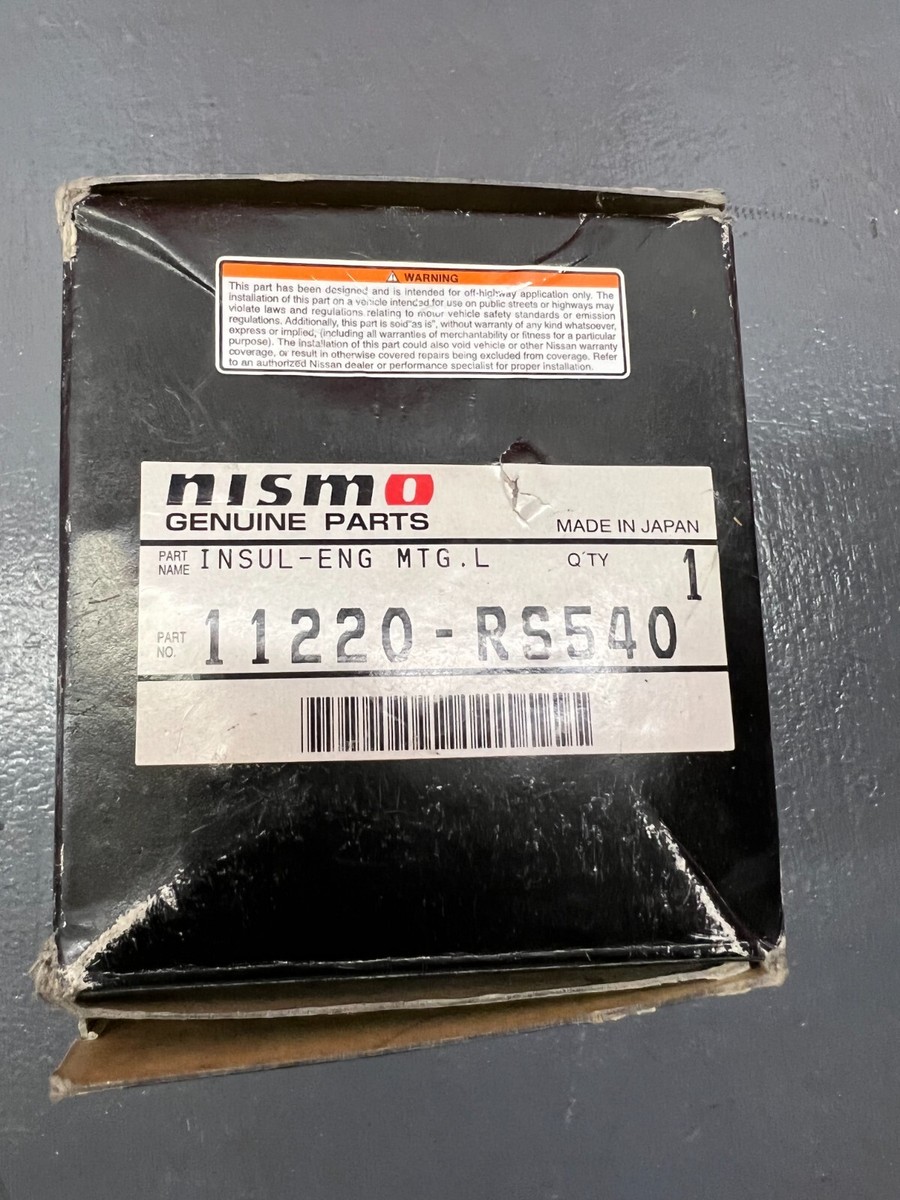 ⚠ WARNING
This part has been designed and is intended for off-highway application only. The
installation of this part on a vehicle intended for use on public streets or highways may
violate laws and regulations relating to motor vehicle safety standards or emission
regulations. Additionally, this part is sold"as is", without warranty of any kind whatsoever,
express or implied, (including all warranties of merchantability or fitness for a particular
purpose). The installation of this part could also void vehicle or other Nissan warranty
coverage, or result in otherwise covered repairs being excluded from coverage. Refer
to an authorized Nissan dealer or performance specialist for proper installation.
nismo
GENUINE PARTS
MADE IN JAPAN
PART NAME INSUL-ENG MTG.L Q'TY 1
PART NO. 11220-RS540